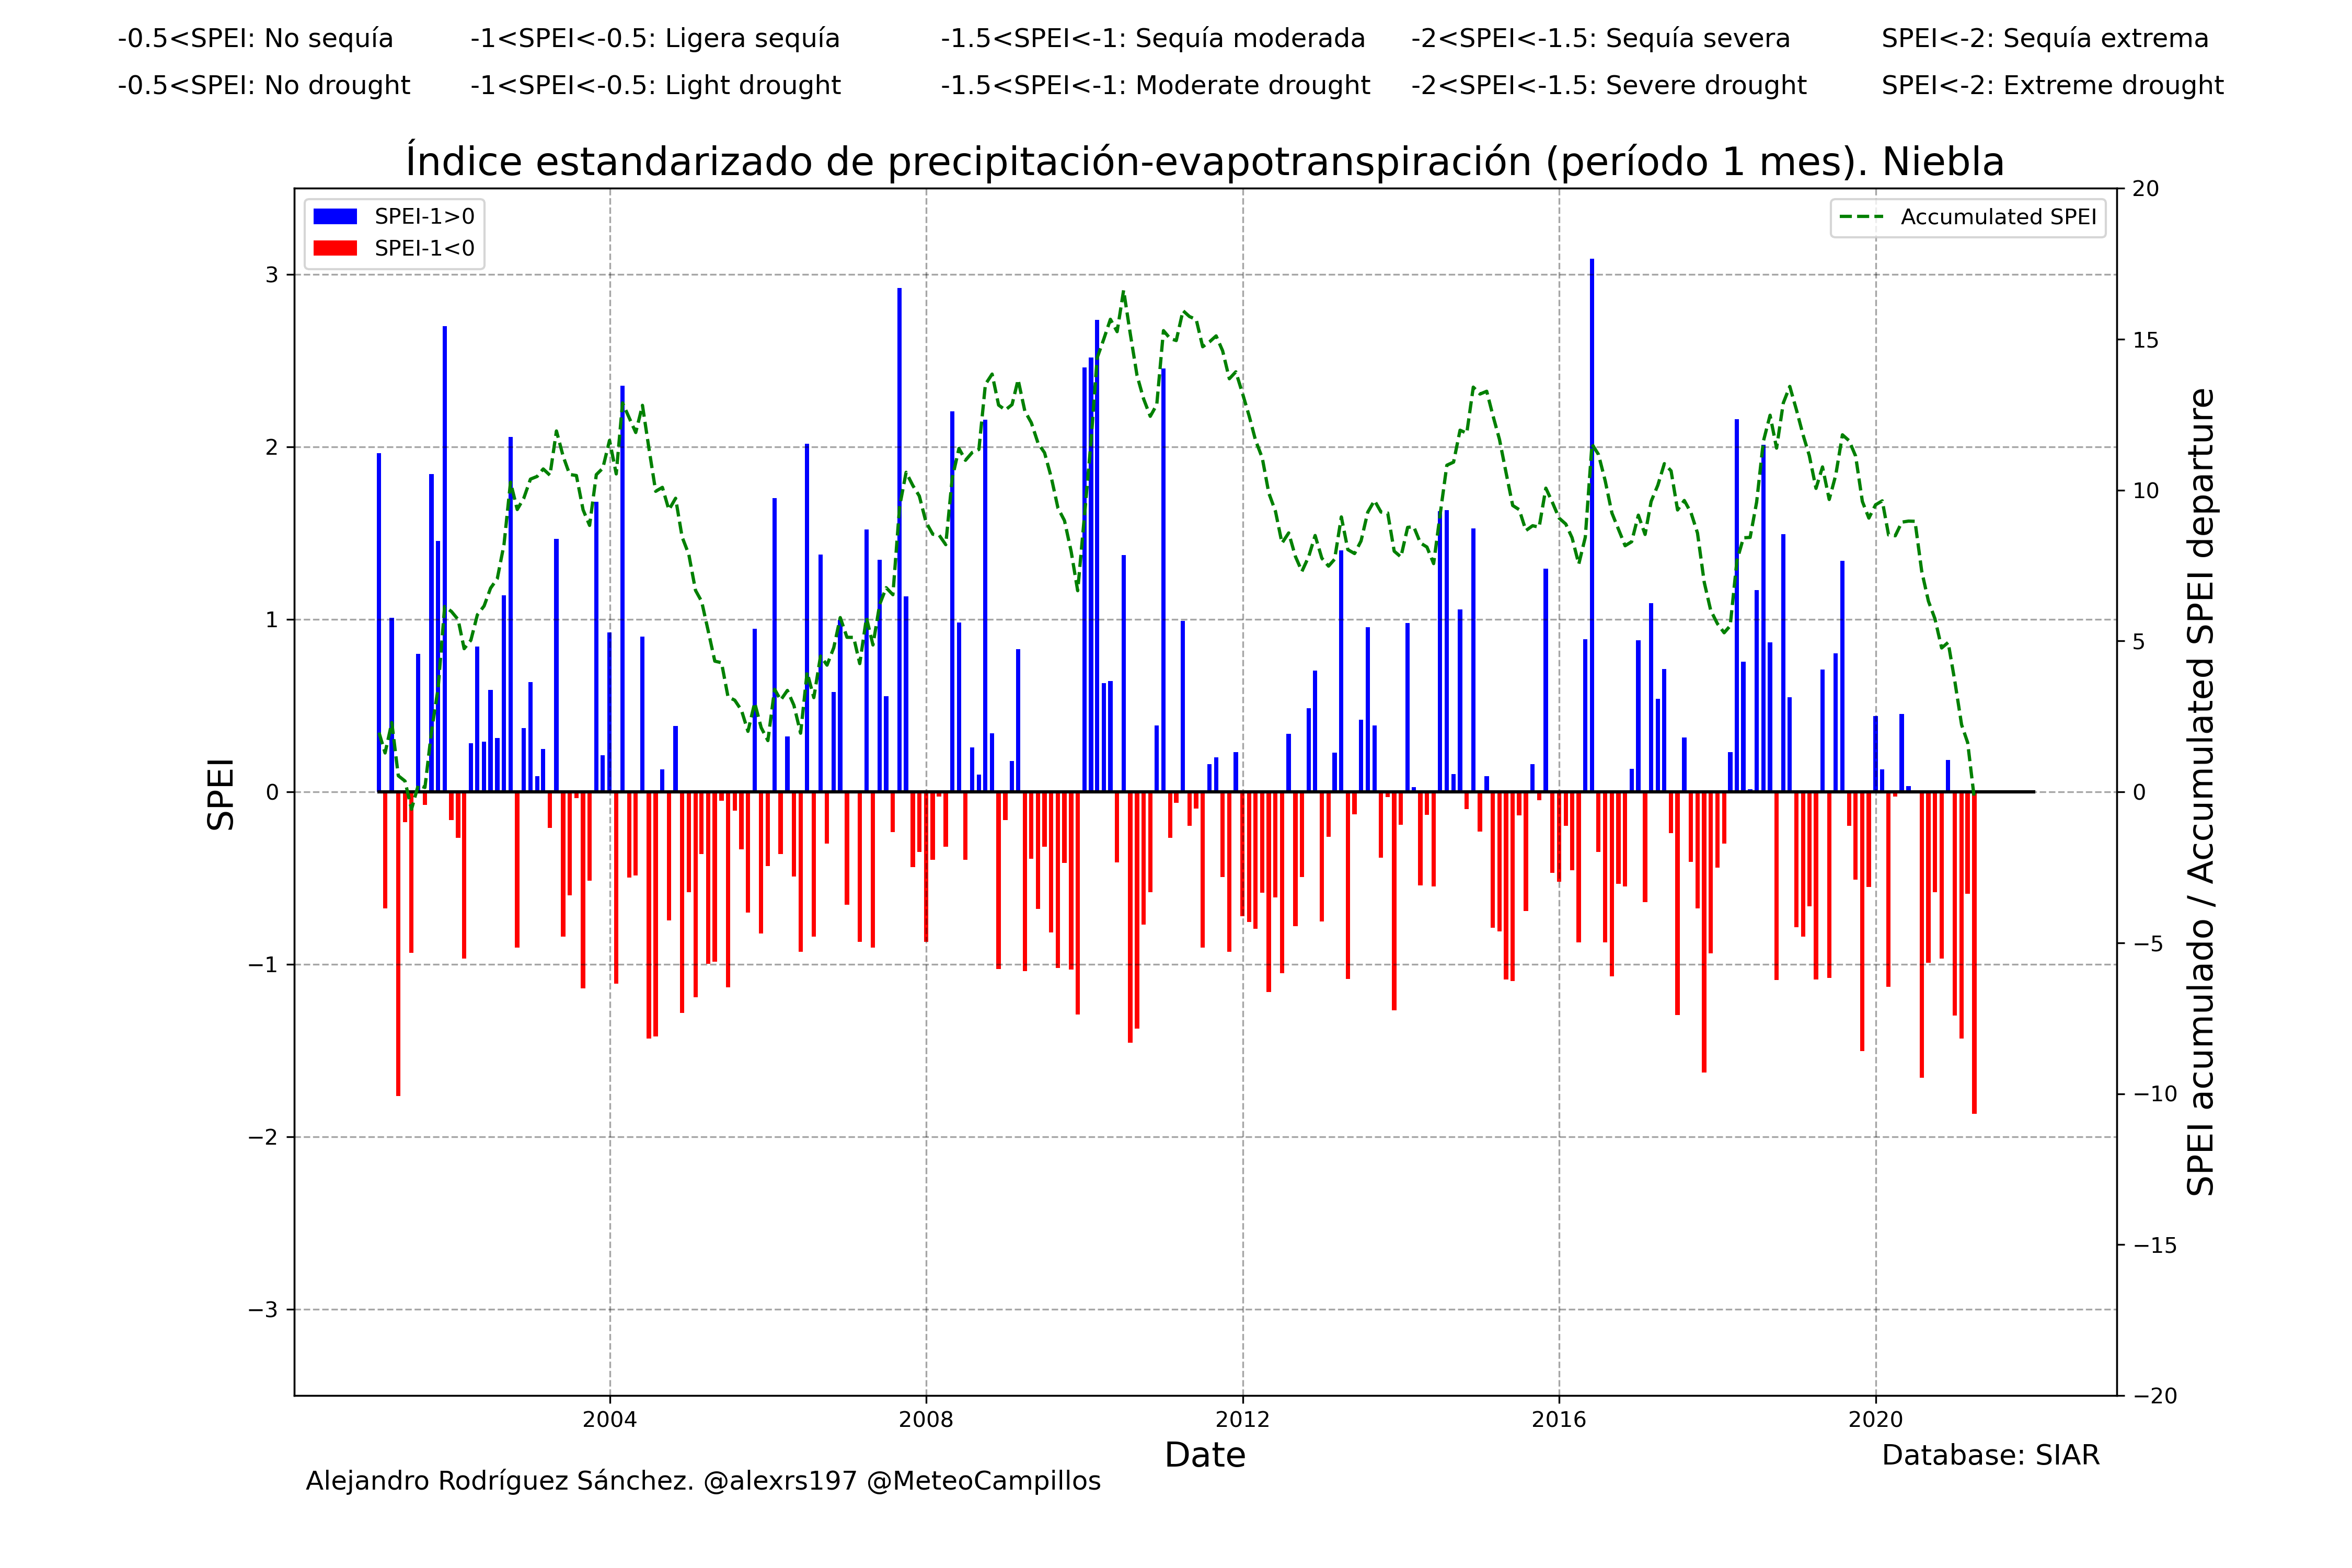 -0.5<SPEI: No sequía -1<SPEI<-0.5: Ligera sequía -1.5<SPEI<-1: Sequía moderada -2<SPEI<-1.5: Sequía severa SPEI<-2: Sequía extrema
-0.5<SPEI: No drought -1<SPEI<-0.5: Light drought -1.5<SPEI<-1: Moderate drought -2<SPEI<-1.5: Severe drought SPEI<-2: Extreme drought
Índice estandarizado de precipitación-evapotranspiración (período 1 mes). Niebla
SPEI-1>0
SPEI-1<0
Accumulated SPEI
SPEI
3
2
1
0
−1
−2
−3
20
15
10
5
0
−5
−10
−15
−20
SPEI acumulado / Accumulated SPEI departure
2004 2008 2012 2016 2020
Date
Database: SIAR
Alejandro Rodríguez Sánchez. @alexrs197 @MeteoCampillos